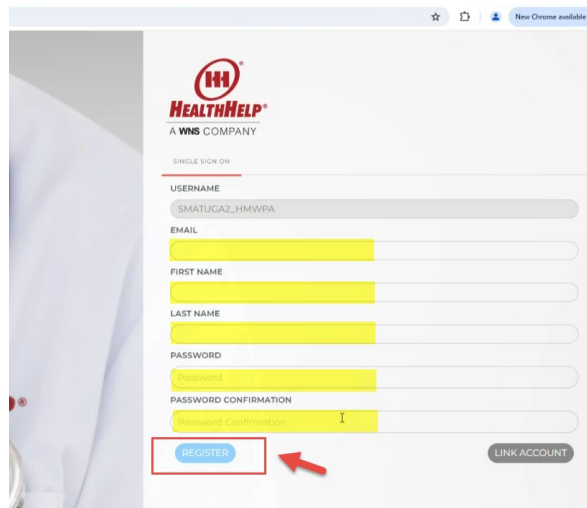 New Chrome available
HH®
HEALTHHELP®
A WNS COMPANY
SINGLE SIGN ON
USERNAME
SMATUGA2_HMWPA
EMAIL
FIRST NAME
LAST NAME
PASSWORD
Password
PASSWORD CONFIRMATION
Password Confirmation
REGISTER
LINK ACCOUNT
®